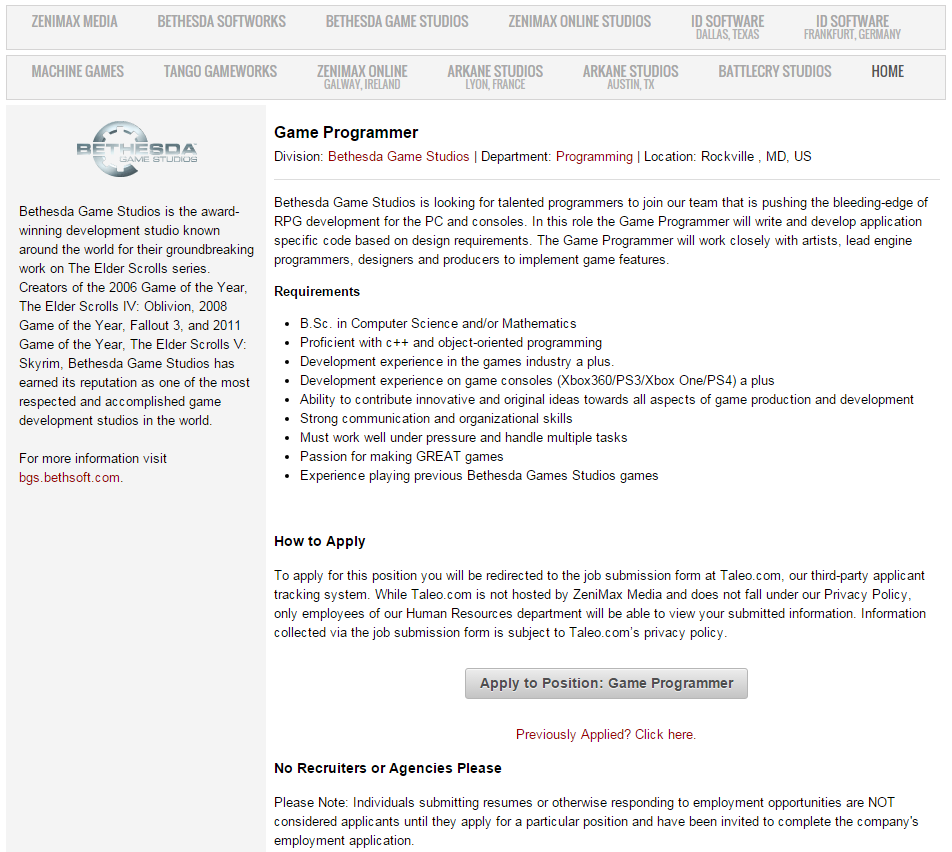 ZENIMAX MEDIA BETHESDA SOFTWORKS BETHESDA GAME STUDIOS ZENIMAX ONLINE STUDIOS ID SOFTWARE ID SOFTWARE
DALLAS, TEXAS FRANKFURT, GERMANY
MACHINE GAMES TANGO GAMEWORKS ZENIMAX ONLINE ARKANE STUDIOS ARKANE STUDIOS BATTLECRY STUDIOS HOME
GALWAY, IRELAND LYON, FRANCE AUSTIN, TX
BETHESDA
GAME STUDIOS
Bethesda Game Studios is the award-
winning development studio known
around the world for their groundbreaking
work on The Elder Scrolls series.
Creators of the 2006 Game of the Year,
The Elder Scrolls IV: Oblivion, 2008
Game of the Year, Fallout 3, and 2011
Game of the Year, The Elder Scrolls V:
Skyrim, Bethesda Game Studios has
earned its reputation as one of the most
respected and accomplished game
development studios in the world.
For more information visit
bgs.bethsoft.com.
Game Programmer
Division: Bethesda Game Studios | Department: Programming | Location: Rockville , MD, US
Bethesda Game Studios is looking for talented programmers to join our team that is pushing the bleeding-edge of
RPG development for the PC and consoles. In this role the Game Programmer will write and develop application
specific code based on design requirements. The Game Programmer will work closely with artists, lead engine
programmers, designers and producers to implement game features.
Requirements
• B.Sc. in Computer Science and/or Mathematics
• Proficient with c++ and object-oriented programming
• Development experience in the games industry a plus.
• Development experience on game consoles (Xbox360/PS3/Xbox One/PS4) a plus
• Ability to contribute innovative and original ideas towards all aspects of game production and development
• Strong communication and organizational skills
• Must work well under pressure and handle multiple tasks
• Passion for making GREAT games
• Experience playing previous Bethesda Games Studios games
How to Apply
To apply for this position you will be redirected to the job submission form at Taleo.com, our third-party applicant
tracking system. While Taleo.com is not hosted by ZeniMax Media and does not fall under our Privacy Policy,
only employees of our Human Resources department will be able to view your submitted information. Information
collected via the job submission form is subject to Taleo.com's privacy policy.
Apply to Position: Game Programmer
Previously Applied? Click here.
No Recruiters or Agencies Please
Please Note: Individuals submitting resumes or otherwise responding to employment opportunities are NOT
considered applicants until they apply for a particular position and have been invited to complete the company's
employment application.